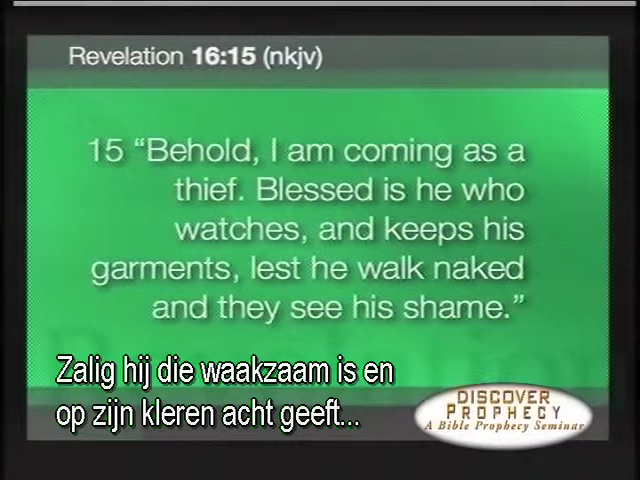 Revelation 16:15 (nkjv)
15 “Behold, I am coming as a
thief. Blessed is he who
watches, and keeps his
garments, lest he walk naked
and they see his shame.”
Zalig hij die waakzaam is en
op zijn kleren acht geeft...
DISCOVER
PROPHECY
A Bible Prophecy Seminar